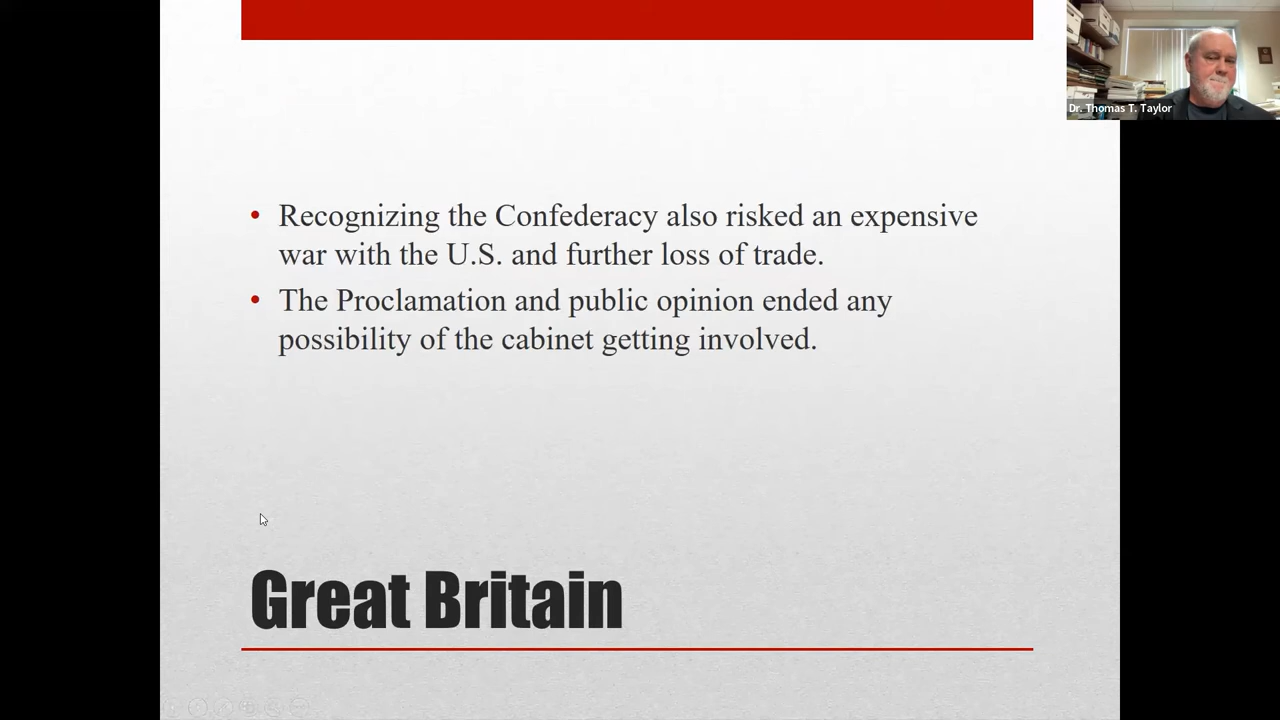 Dr. Thomas T. Taylor
• Recognizing the Confederacy also risked an expensive
war with the U.S. and further loss of trade.
• The Proclamation and public opinion ended any
possibility of the cabinet getting involved.
Great Britain